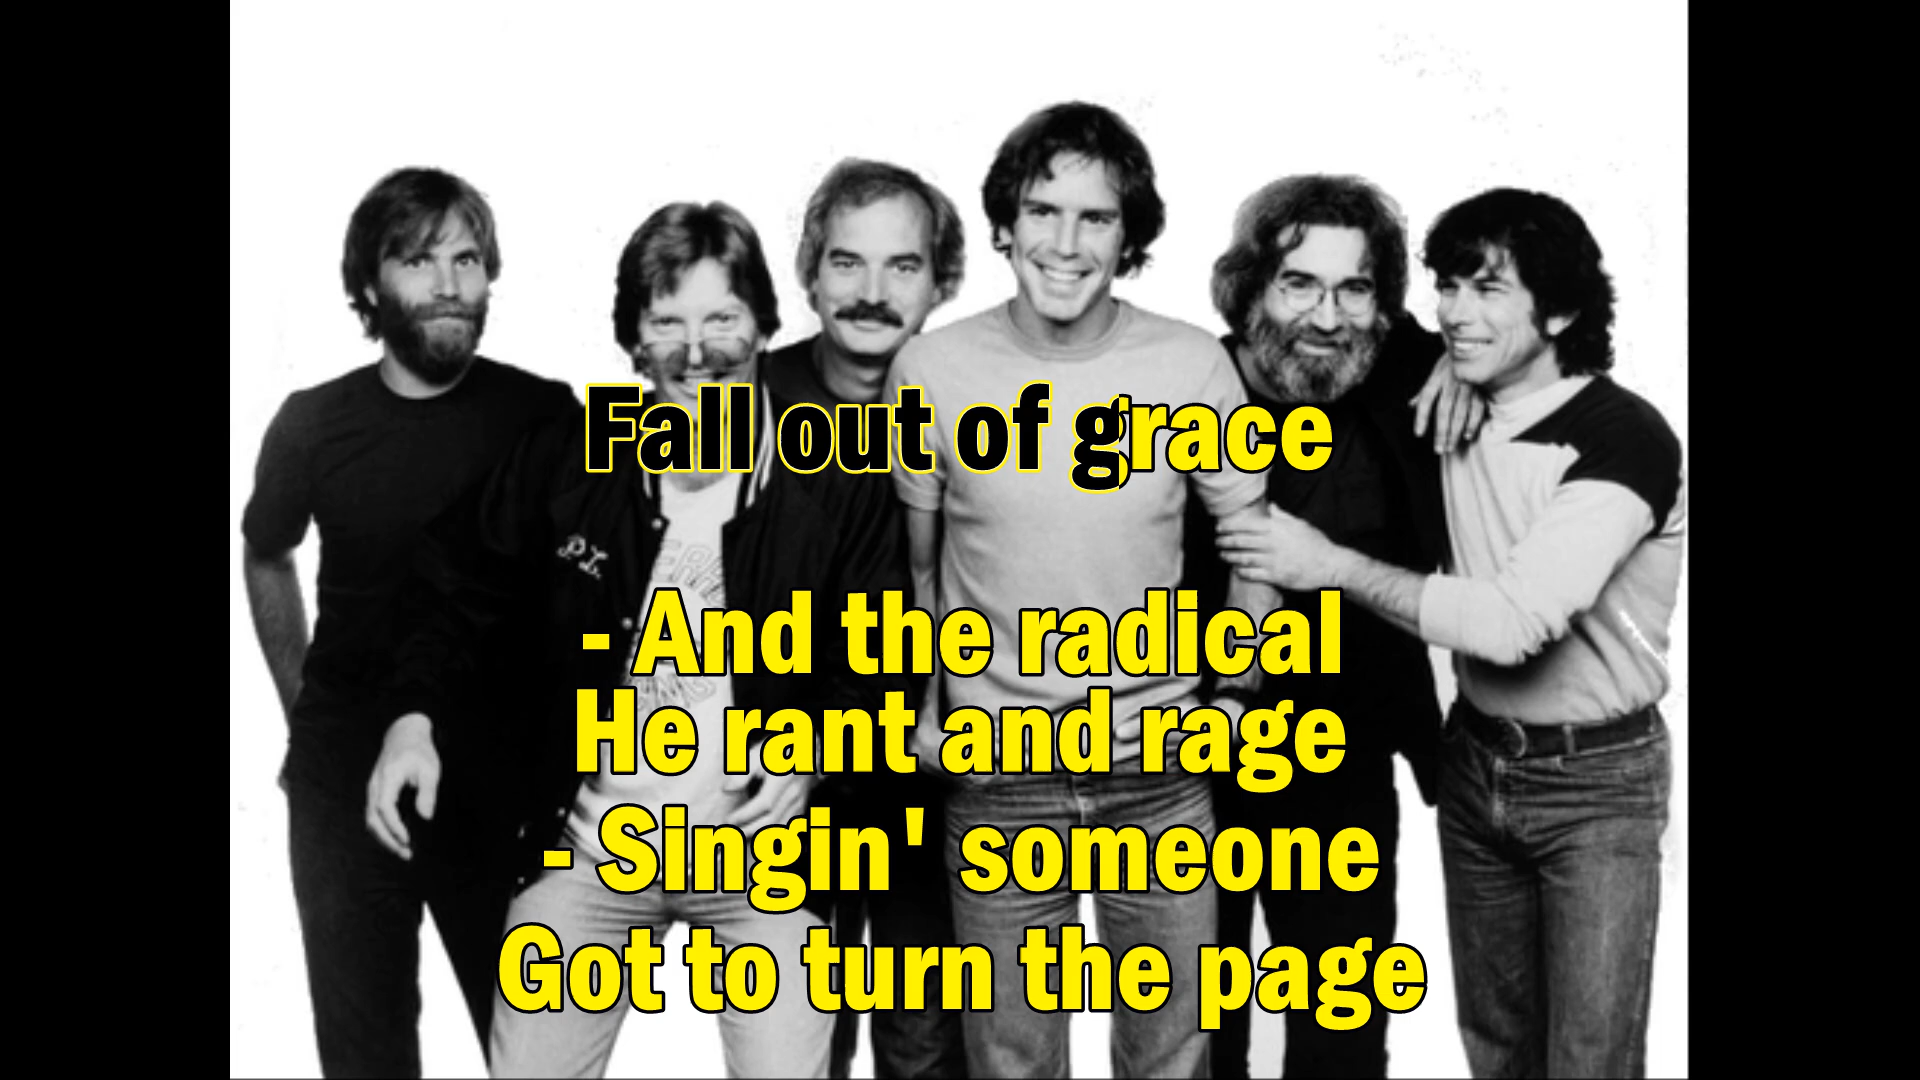 Fall out of grace
P.L.
- And the radical
He rant and rage
- Singin' someone
Got to turn the page